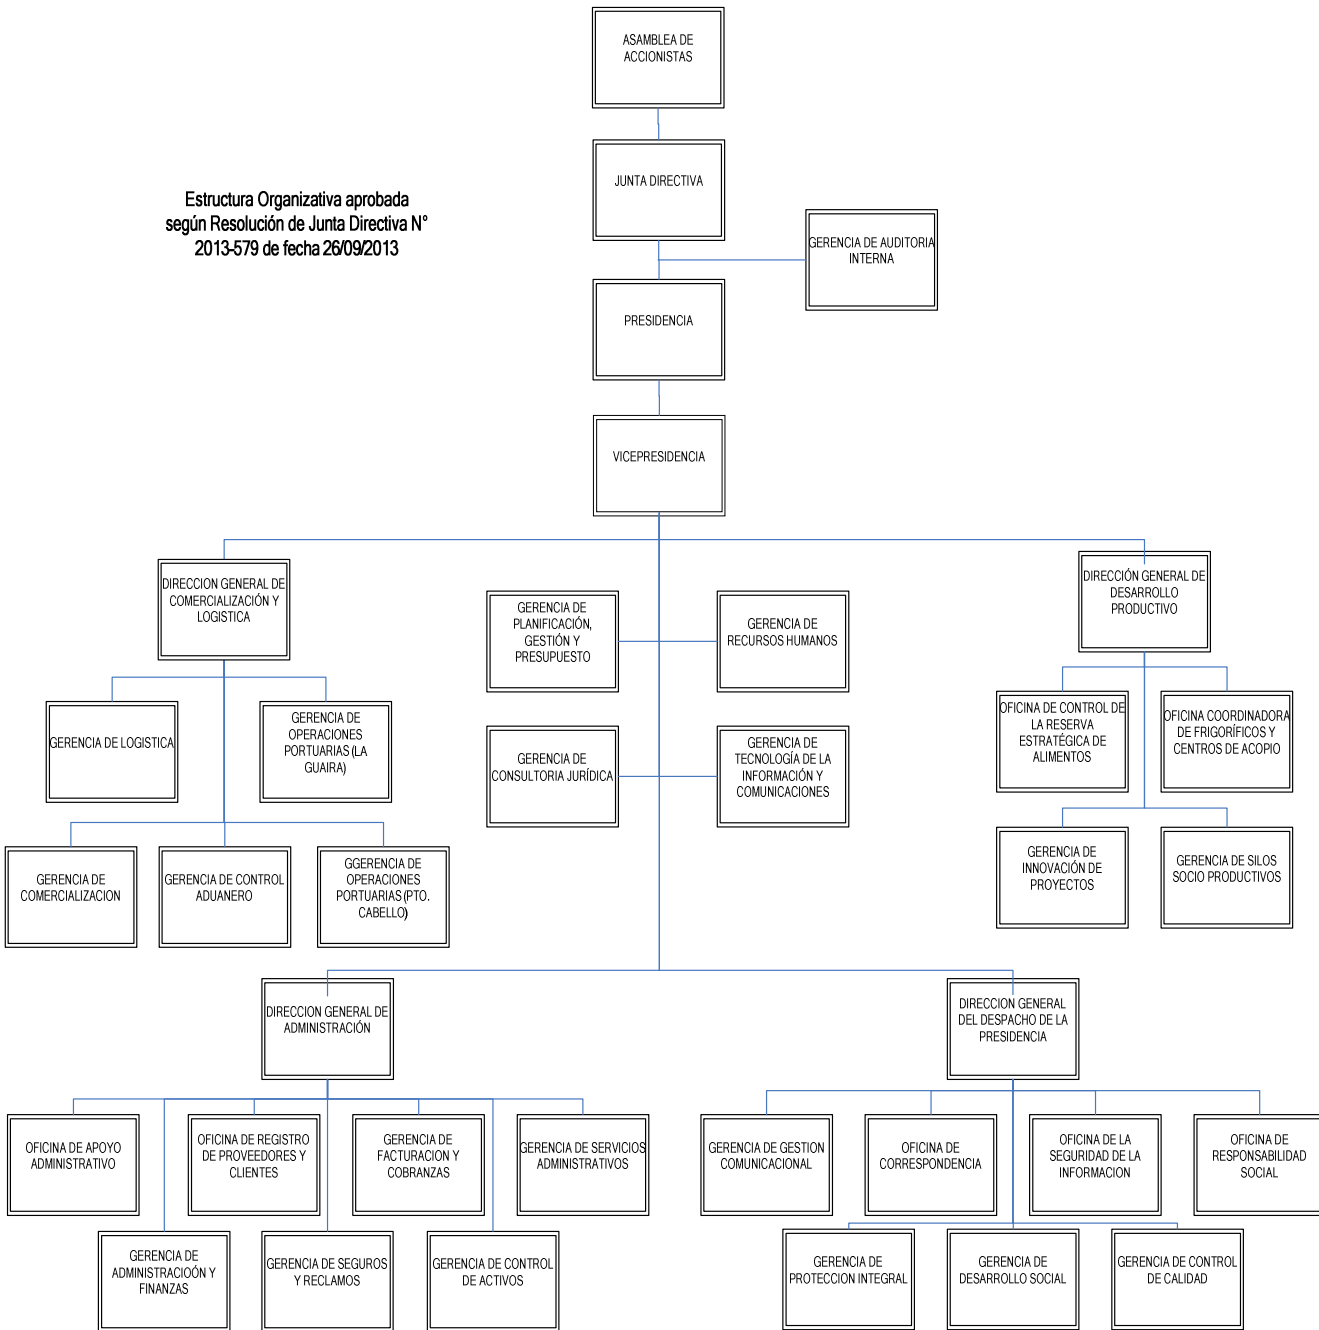 ASAMBLEA DE
ACCIONISTAS
JUNTA DIRECTIVA
Estructura Organizativa aprobada
según Resolución de Junta Directiva N°
2013-579 de fecha 26/09/2013
GERENCIA DE AUDITORIA
INTERNA
PRESIDENCIA
VICEPRESIDENCIA
DIRECCION GENERAL DE
COMERCIALIZACIÓN Y
LOGISTICA
GERENCIA DE
PLANIFICACIÓN,
GESTIÓN Y
PRESUPUESTO
GERENCIA DE
RECURSOS HUMANOS
DIRECCIÓN GENERAL DE
DESARROLLO
PRODUCTIVO
GERENCIA DE LOGISTICA
GERENCIA DE
OPERACIONES
PORTUARIAS (LA
GUAIRA)
GERENCIA DE
CONSULTORIA JURÍDICA
GERENCIA DE
TECNOLOGÍA DE LA
INFORMACIÓN Y
COMUNICACIONES
OFICINA DE CONTROL DE
LA RESERVA
ESTRATÉGICA DE
ALIMENTOS
OFICINA COORDINADORA
DE FRIGORÍFICOS Y
CENTROS DE ACOPIO
GERENCIA DE
COMERCIALIZACION
GERENCIA DE CONTROL
ADUANERO
GGERENCIA DE
OPERACIONES
PORTUARIAS (PTO.
CABELLO)
GERENCIA DE
INNOVACIÓN DE
PROYECTOS
GERENCIA DE SILOS
SOCIO PRODUCTIVOS
DIRECCION GENERAL DE
ADMINISTRACIÓN
DIRECCION GENERAL
DEL DESPACHO DE LA
PRESIDENCIA
OFICINA DE APOYO
ADMINISTRATIVO
OFICINA DE REGISTRO
DE PROVEEDORES Y
CLIENTES
GERENCIA DE
FACTURACION Y
COBRANZAS
GERENCIA DE SERVICIOS
ADMINISTRATIVOS
GERENCIA DE GESTION
COMUNICACIONAL
OFICINA DE
CORRESPONDENCIA
OFICINA DE LA
SEGURIDAD DE LA
INFORMACION
OFICINA DE
RESPONSABILIDAD
SOCIAL
GERENCIA DE
ADMINISTRACIOÓN Y
FINANZAS
GERENCIA DE SEGUROS
Y RECLAMOS
GERENCIA DE CONTROL
DE ACTIVOS
GERENCIA DE
PROTECCION INTEGRAL
GERENCIA DE
DESARROLLO SOCIAL
GERENCIA DE CONTROL
DE CALIDAD